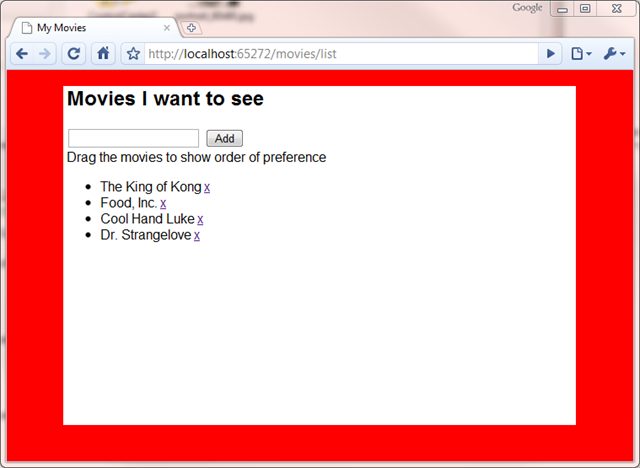 Google
My Movies
http://localhost:65272/movies/list
Movies I want to see
Add
Drag the movies to show order of preference
The King of Kong x
Food, Inc. x
Cool Hand Luke x
Dr. Strangelove x